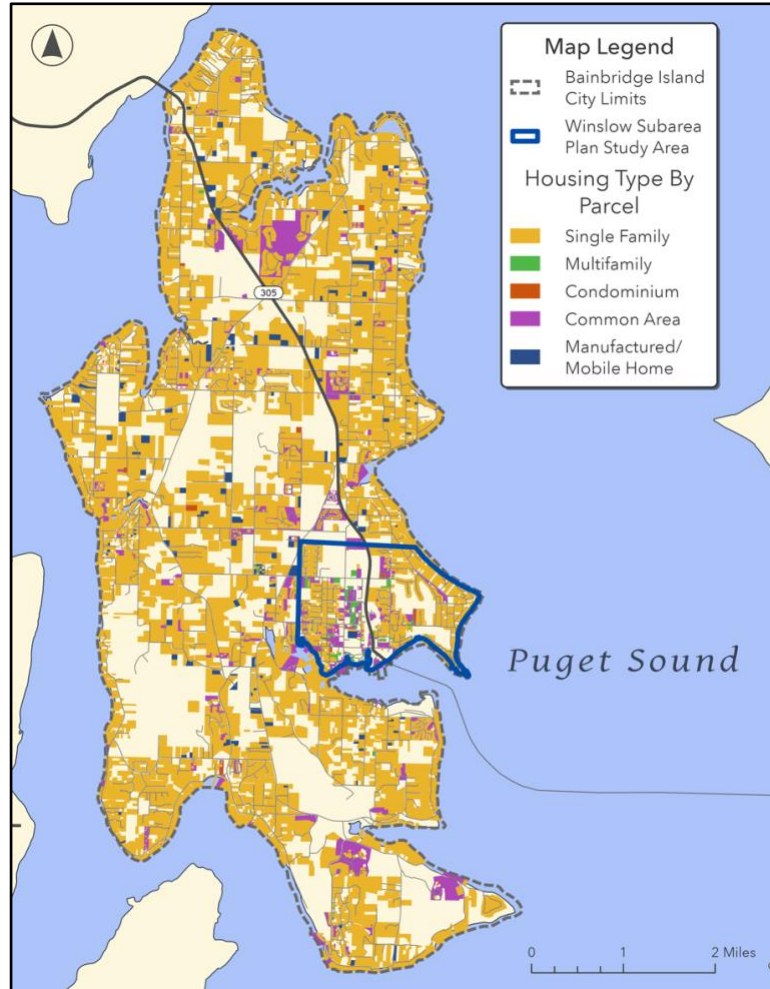 Map Legend
Bainbridge Island
City Limits
Winslow Subarea
Plan Study Area
Housing Type By
Parcel
Single Family
Multifamily
Condominium
Common Area
Manufactured/
Mobile Home
305
Puget Sound
0 1 2 Miles